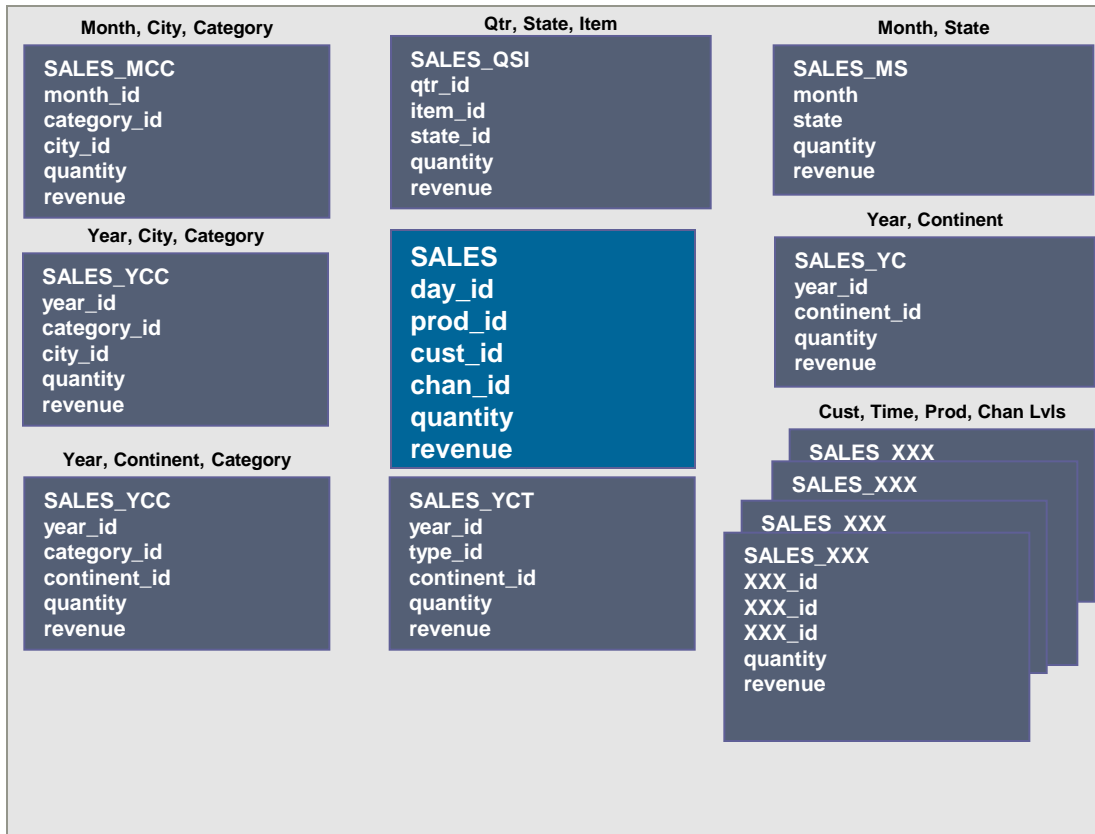 Month, City, Category
SALES_MCC
month_id
category_id
city_id
quantity
revenue
Qtr, State, Item
SALES_QSI
qtr_id
item_id
state_id
quantity
revenue
Month, State
SALES_MS
month
state
quantity
revenue
Year, City, Category
SALES_YCC
year_id
category_id
city_id
quantity
revenue
SALES
day_id
prod_id
cust_id
chan_id
quantity
revenue
Year, Continent
SALES_YC
year_id
continent_id
quantity
revenue
Year, Continent, Category
SALES_YCC
year_id
category_id
continent_id
quantity
revenue
SALES_YCT
year_id
type_id
continent_id
quantity
revenue
Cust, Time, Prod, Chan Lvls
SALES_XXX
SALES_XXX
SALES_XXX
SALES_XXX
XXX_id
XXX_id
XXX_id
quantity
revenue